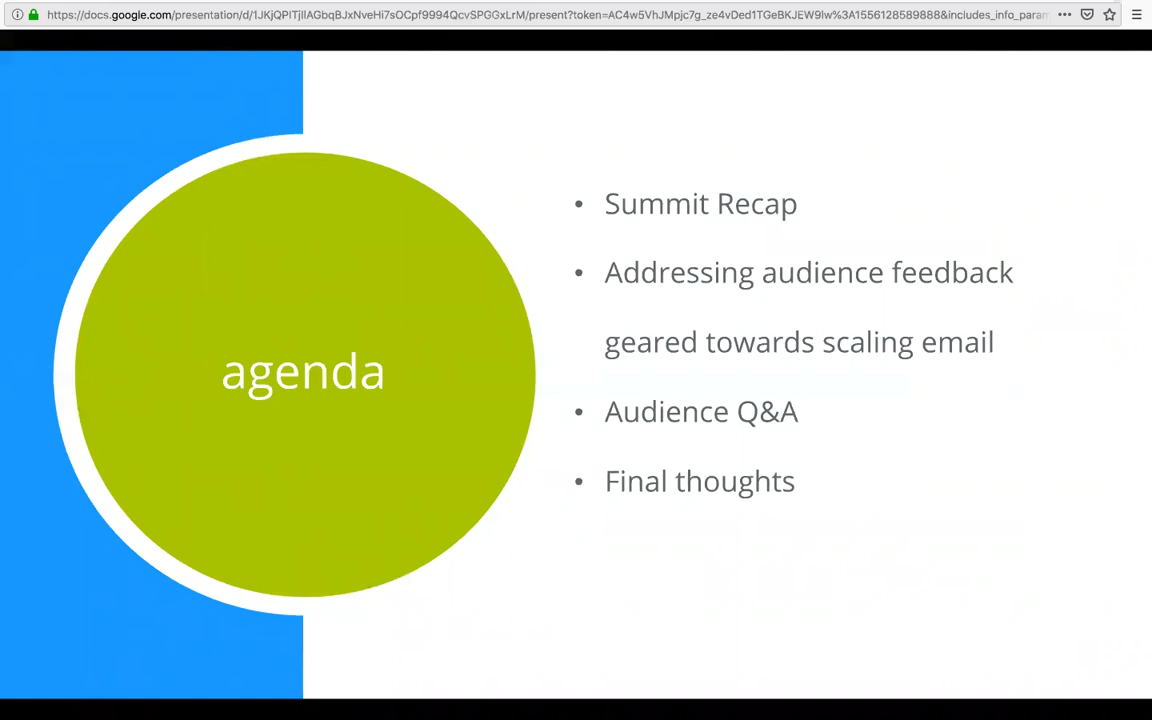 https://docs.google.com/presentation/d/1JKjQPITjIlAGbqBJxNveHi7sOCpf9994QcvSPGGxLrM/present?token=AC4w5VhJMpjc7g_ze4vDed1TGeBKJEW9lw%3A1556128589888&includes_info_param
agenda
• Summit Recap
• Addressing audience feedback
geared towards scaling email
• Audience Q&A
• Final thoughts